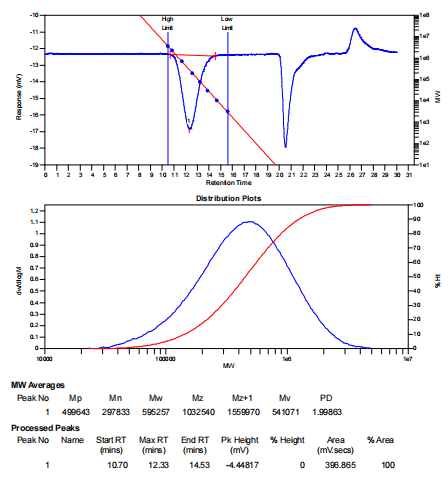 High Limit
Low Limit
-10
-11
-12
-13
-14
-15
-16
-17
-18
-19
Response (mV)
1e8
1e7
1e6
1e5
1e4
1e3
1e2
1e1
MW
1
0 1 2 3 4 5 6 7 8 9 10 11 12 13 14 15 16 17 18 19 20 21 22 23 24 25 26 27 28 29 30 31
Retention Time
Distribution Plots
1.2
1.1
1
0.9
0.8
0.7
0.6
0.5
0.4
0.3
0.2
0.1
0
dw/dlogM
100
90
80
70
60
50
40
30
20
10
0
% Ht
10000 100000 1e6 1e7
MW
MW Averages
Peak No Mp Mn Mw Mz Mz+1 Mv PD
1 499643 297833 595257 1032540 1559970 541071 1.99863
Processed Peaks
Peak No Name Start RT (mins) Max RT (mins) End RT (mins) Pk Height (mV) % Height Area (mV.secs) % Area
1 10.70 12.33 14.53 -4.44817 0 396.865 100